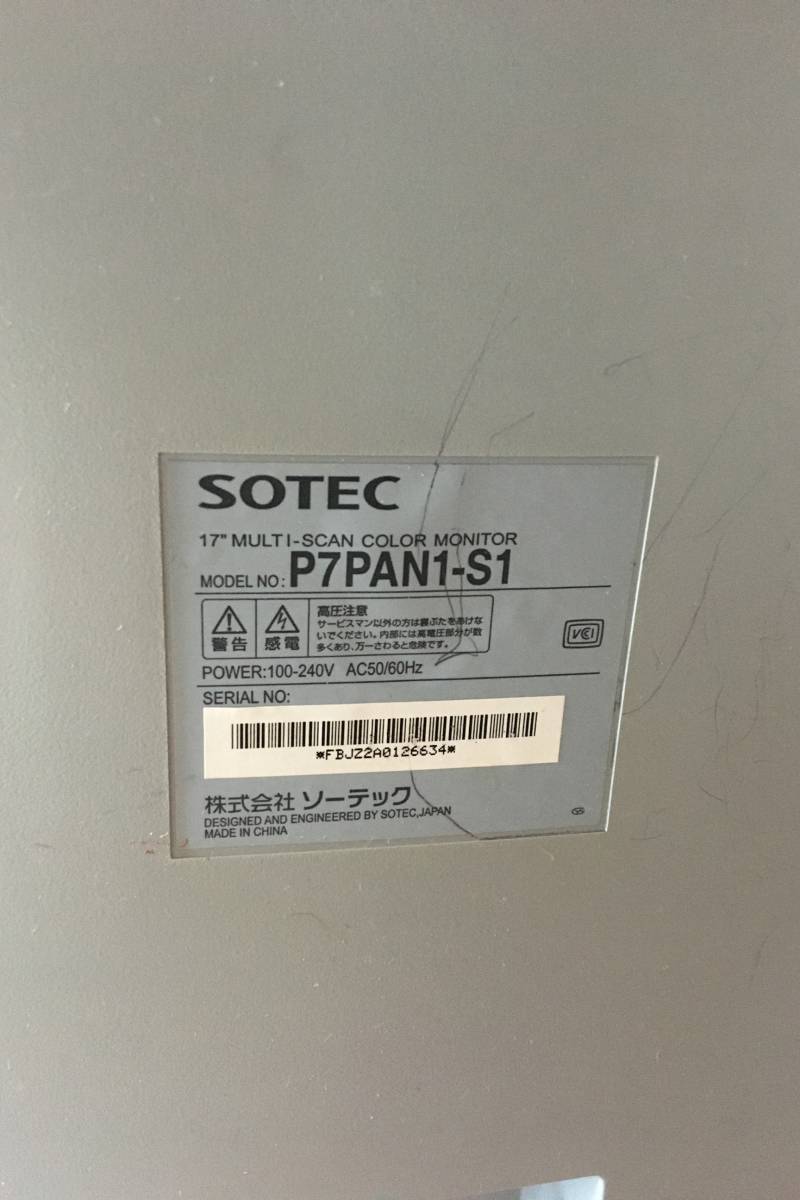 SOTEC
17" MULTI-SCAN COLOR MONITOR
MODEL NO: P7PAN1-S1
警告
感電
高圧注意
サービスマン以外の方は裏ぶたをあけな
いでください。内部には高電圧部分が数
多くあり、万一さわると危険です。
VCI
POWER:100-240V AC50/60Hz
SERIAL NO:
*FBJZ2A0126634*
株式会社 ソーテック
DESIGNED AND ENGINEERED BY SOTEC,JAPAN
MADE IN CHINA